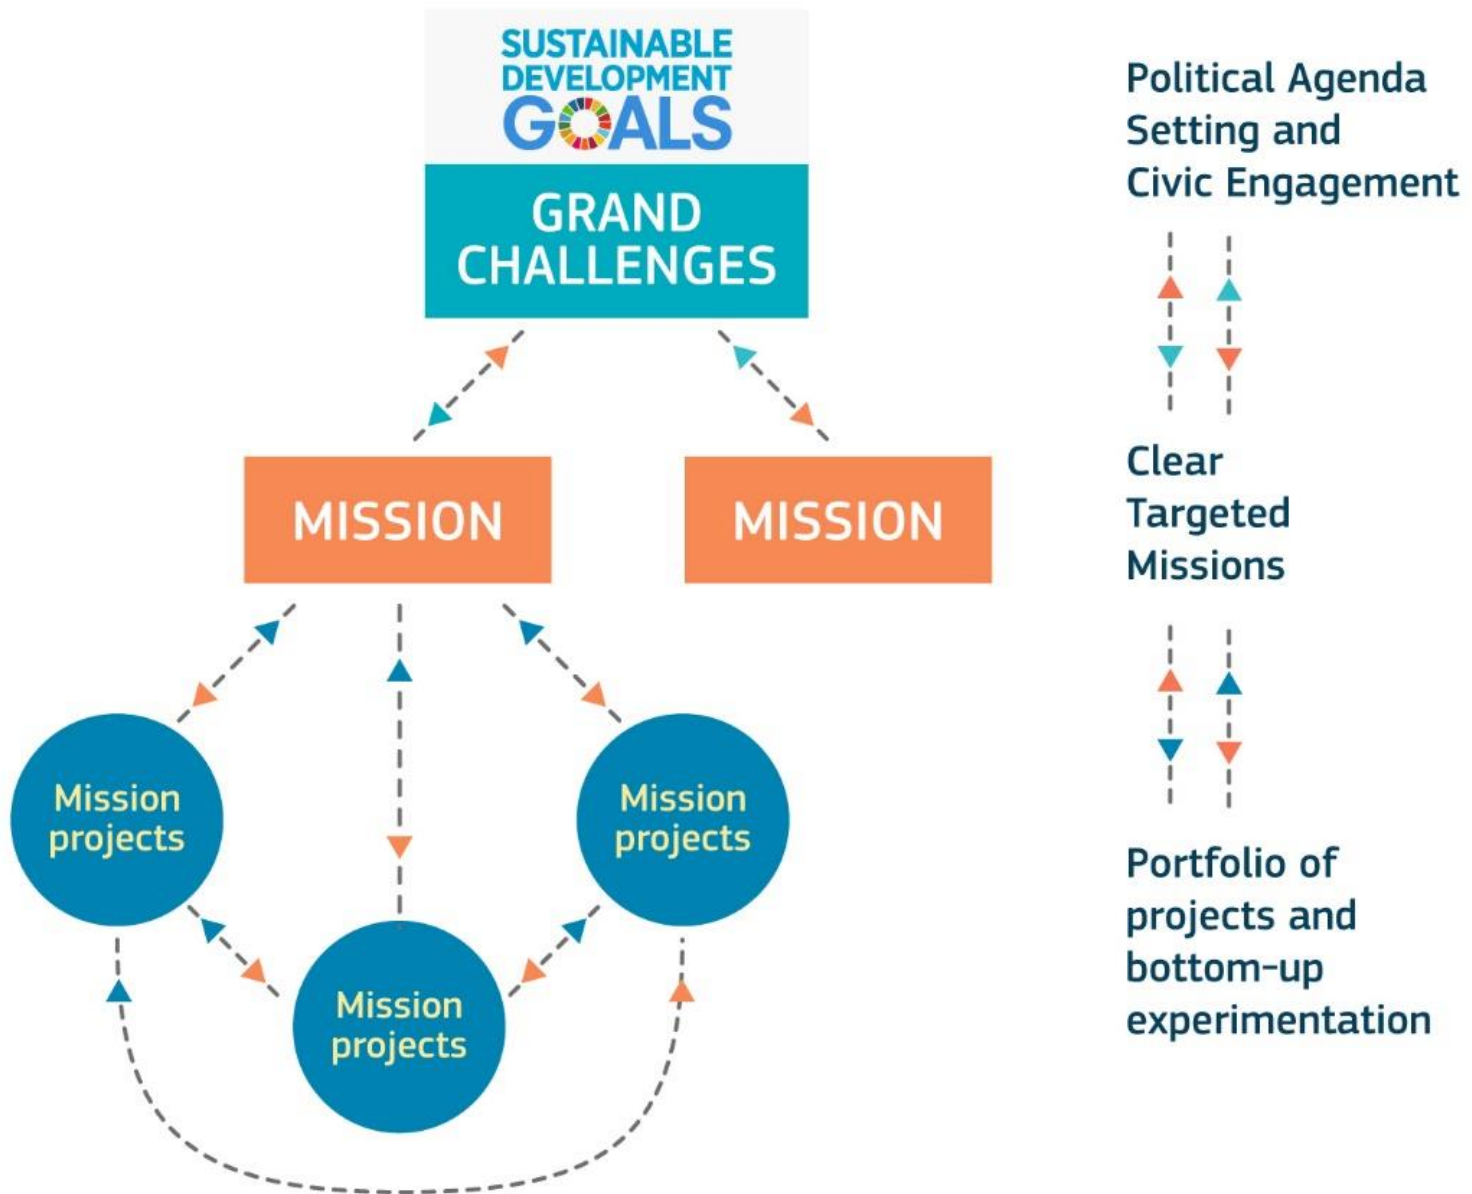 SUSTAINABLE
DEVELOPMENT
GOALS
GRAND
CHALLENGES
MISSION
MISSION
Mission
projects
Mission
projects
Mission
projects
Political Agenda
Setting and
Civic Engagement
Clear
Targeted
Missions
Portfolio of
projects and
bottom-up
experimentation